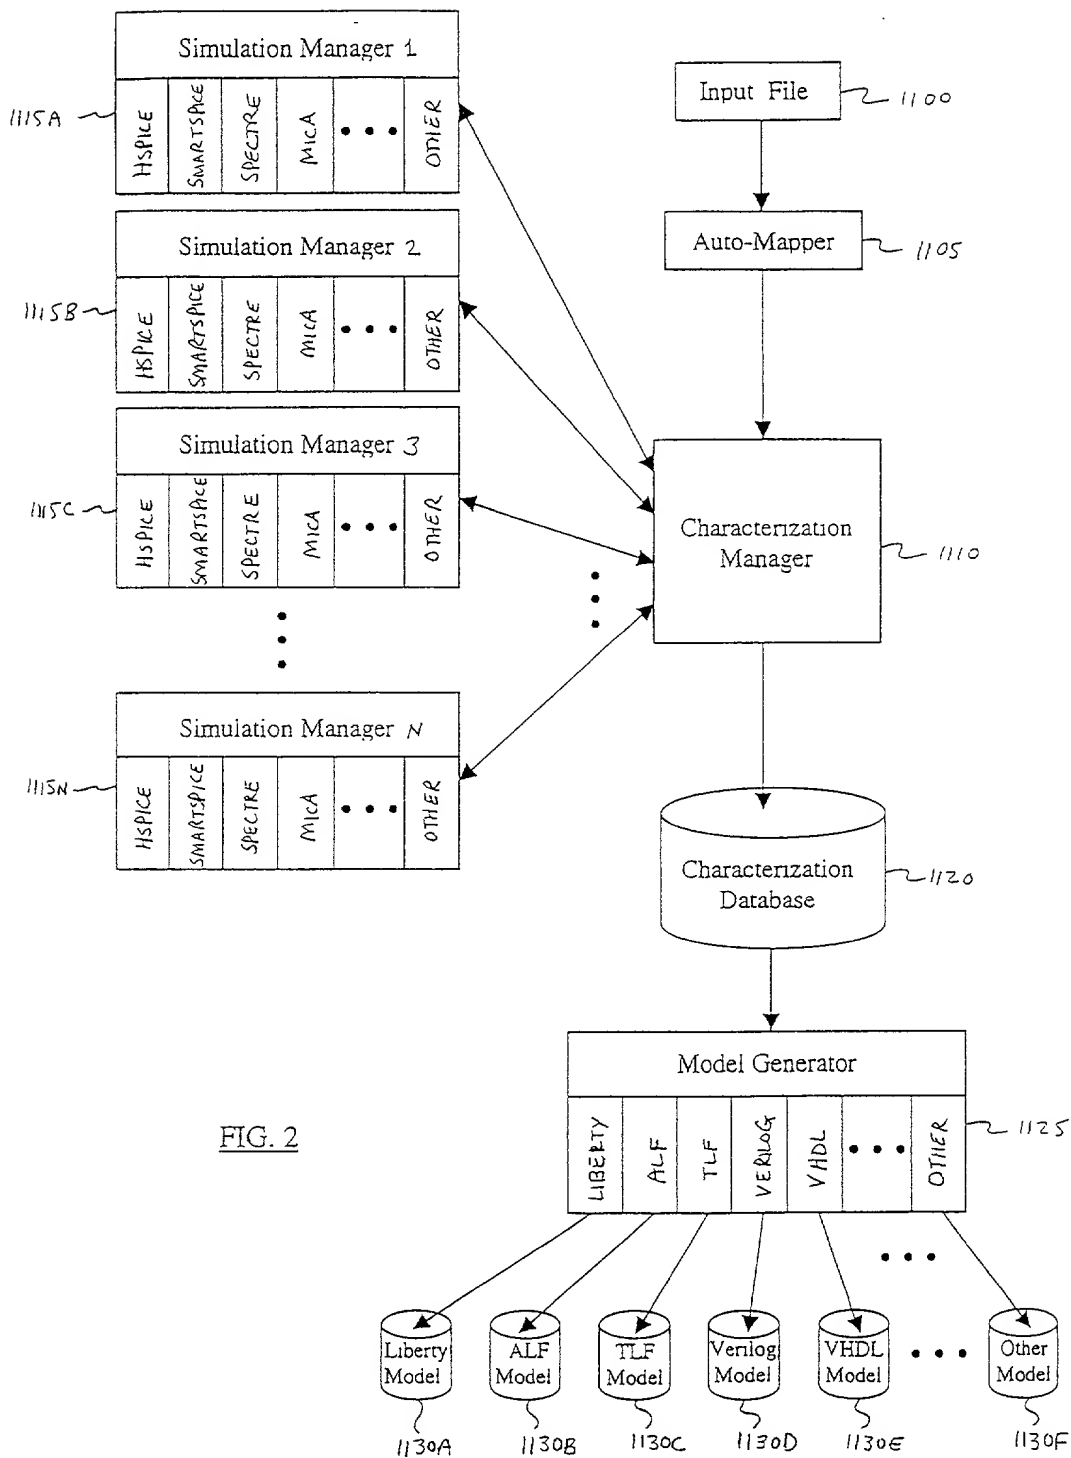 Simulation Manager 1
1115A
HSPICE
SMARTSPICE
SPECTRE
MICA
OTHER
Input File
1100
Auto-Mapper
1105
Simulation Manager 2
1115B
HSPICE
SMARTSPICE
SPECTRE
MICA
OTHER
Simulation Manager 3
1115C
HSPICE
SMARTSPICE
SPECTRE
MICA
OTHER
Characterization
Manager
1110
Simulation Manager N
1115N
HSPICE
SMARTSPICE
SPECTRE
MICA
OTHER
Characterization
Database
1120
Model Generator
LIBERTY
ALF
TLF
VERILOG
VHDL
OTHER
1125
FIG. 2
Liberty
Model
ALF
Model
TLF
Model
Verilog
Model
VHDL
Model
Other
Model
1130A
1130B
1130C
1130D
1130E
1130F